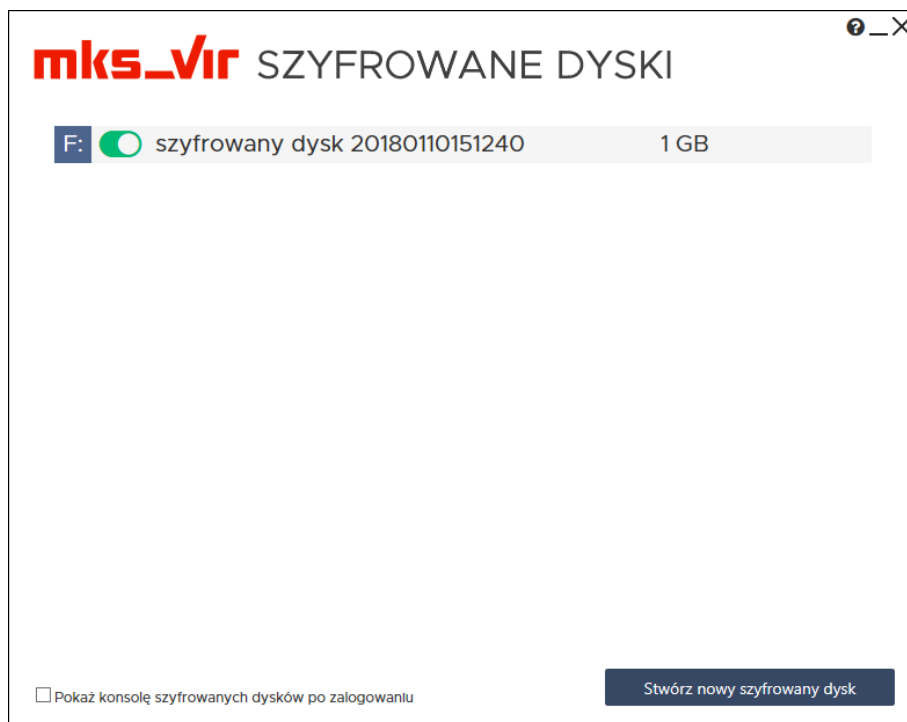 mks_vir SZYFROWANE DYSKI
F: szyfrowany dysk 20180110151240 1 GB
Pokaż konsolę szyfrowanych dysków po zalogowaniu
Stwórz nowy szyfrowany dysk